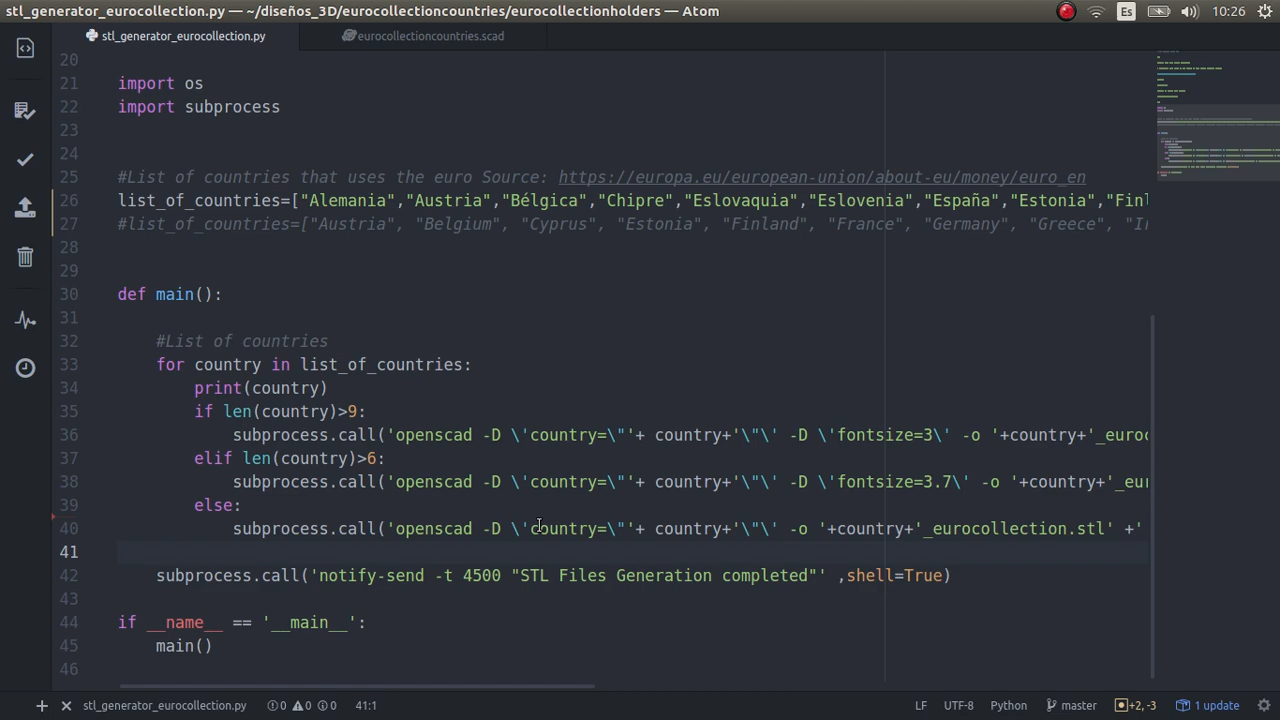 stl_generator_eurocollection.py — ~/diseños_3D/eurocollectioncountries/eurocollectionholders — Atom
Es
10:26
stl_generator_eurocollection.py
eurocollectioncountries.scad
20
21 import os
22 import subprocess
23
24
25 #List of countries that uses the euro Source: https://europa.eu/european-union/about-eu/money/euro_en
26 list_of_countries=["Alemania","Austria","Bélgica","Chipre","Eslovaquia","Eslovenia","España","Estonia","Finl
27 #list_of_countries=["Austria", "Belgium", "Cyprus", "Estonia", "Finland", "France", "Germany", "Greece", "Ir
28
29
30 def main():
31
32 #List of countries
33 for country in list_of_countries:
34 print(country)
35 if len(country)>9:
36 subprocess.call('openscad -D \'country=\"'+ country+'\"\' -D \'fontsize=3\' -o '+country+'_euroc
37 elif len(country)>6:
38 subprocess.call('openscad -D \'country=\"'+ country+'\"\' -D \'fontsize=3.7\' -o '+country+'_eur
39 else:
40 subprocess.call('openscad -D \'country=\"'+ country+'\"\' -o '+country+'_eurocollection.stl' +'
41
42 subprocess.call('notify-send -t 4500 "STL Files Generation completed"' ,shell=True)
43
44 if __name__ == '__main__':
45 main()
46
stl_generator_eurocollection.py 0 0 0 41:1 LF UTF-8 Python master +2, -3 1 update